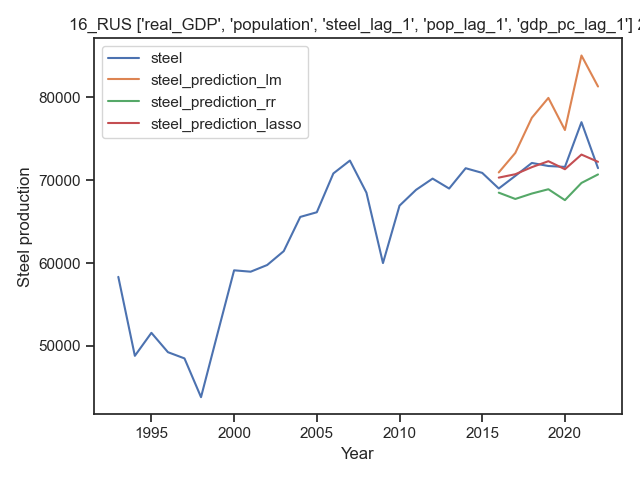 16_RUS ['real_GDP', 'population', 'steel_lag_1', 'pop_lag_1', 'gdp_pc_lag_1']
steel
steel_prediction_lm
steel_prediction_rr
steel_prediction_lasso
Steel production
80000
70000
60000
50000
1995
2000
2005
2010
2015
2020
Year